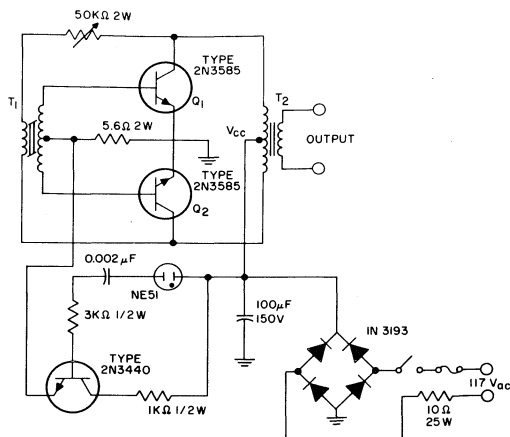 50KΩ 2W
TYPE
2N3585
Q1
T1
5.6Ω 2W
VCC
T2
OUTPUT
TYPE
2N3585
Q2
0.002μF
NE51
3KΩ 1/2W
100μF
150V
IN 3193
TYPE
2N3440
1KΩ 1/2W
117 Vac
10Ω
25W